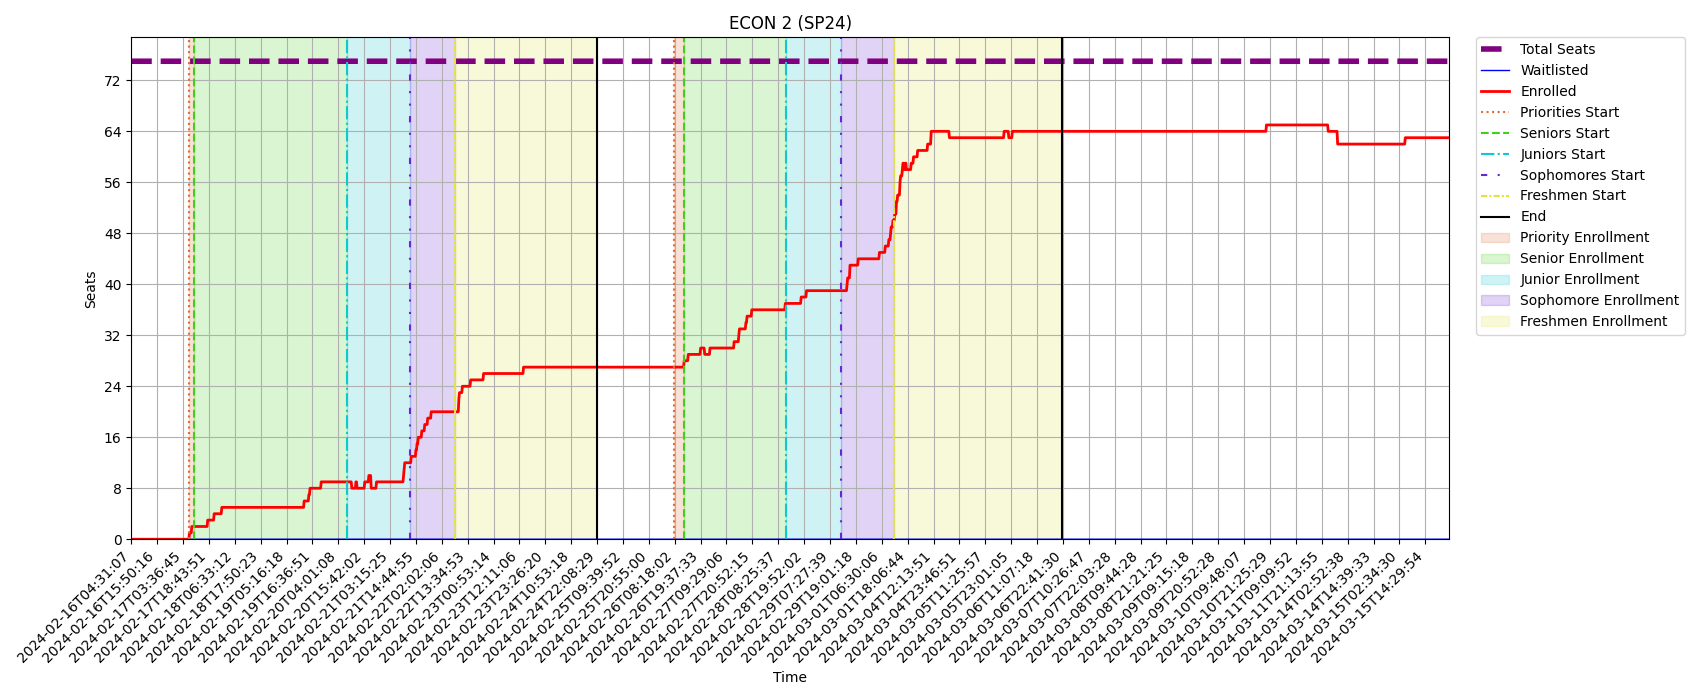 ECON 2 (SP24)
Seats
72
64
56
48
40
32
24
16
8
0
2024-02-16T04:31:07
2024-02-16T15:50:16
2024-02-17T03:36:45
2024-02-17T18:43:51
2024-02-18T06:33:12
2024-02-18T17:50:23
2024-02-19T05:16:18
2024-02-19T16:36:51
2024-02-20T04:01:08
2024-02-20T15:42:02
2024-02-21T03:15:25
2024-02-21T14:44:55
2024-02-22T02:02:06
2024-02-22T13:34:53
2024-02-23T00:53:14
2024-02-23T12:11:06
2024-02-23T23:26:20
2024-02-24T10:53:18
2024-02-24T22:08:29
2024-02-25T09:39:52
2024-02-25T20:55:00
2024-02-26T08:18:02
2024-02-26T19:37:33
2024-02-27T09:29:06
2024-02-27T20:52:15
2024-02-28T08:25:37
2024-02-28T19:52:02
2024-02-29T07:27:39
2024-02-29T19:01:18
2024-03-01T06:30:06
2024-03-01T18:06:44
2024-03-04T12:13:51
2024-03-04T23:46:51
2024-03-05T11:25:57
2024-03-05T23:01:05
2024-03-06T11:07:18
2024-03-06T22:41:30
2024-03-07T10:26:47
2024-03-07T22:03:28
2024-03-08T09:44:28
2024-03-08T21:21:25
2024-03-09T09:15:18
2024-03-09T20:52:28
2024-03-10T09:48:07
2024-03-10T21:25:29
2024-03-11T09:09:52
2024-03-11T21:13:55
2024-03-14T02:52:38
2024-03-14T14:39:33
2024-03-15T02:34:30
2024-03-15T14:29:54
Time
Total Seats
Waitlisted
Enrolled
Priorities Start
Seniors Start
Juniors Start
Sophomores Start
Freshmen Start
End
Priority Enrollment
Senior Enrollment
Junior Enrollment
Sophomore Enrollment
Freshmen Enrollment